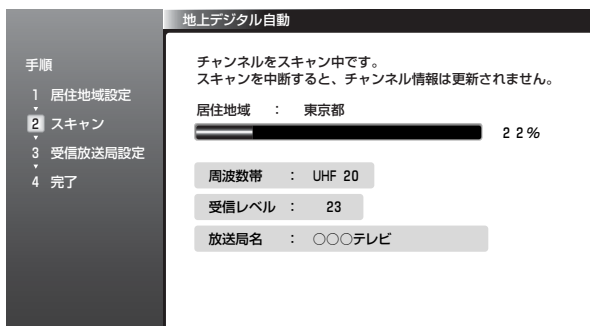 地上デジタル自動
手順
1 居住地域設定
2 スキャン
3 受信放送局設定
4 完了
チャンネルをスキャン中です。
スキャンを中断すると、チャンネル情報は更新されません。
居住地域 : 東京都
22%
周波数帯 : UHF 20
受信レベル : 23
放送局名 : ○○○テレビ